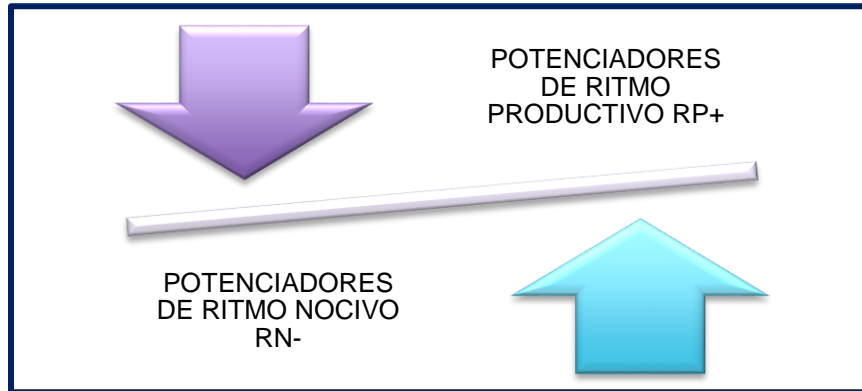 POTENCIADORES
DE RITMO
PRODUCTIVO RP+
POTENCIADORES
DE RITMO NOCIVO
RN-